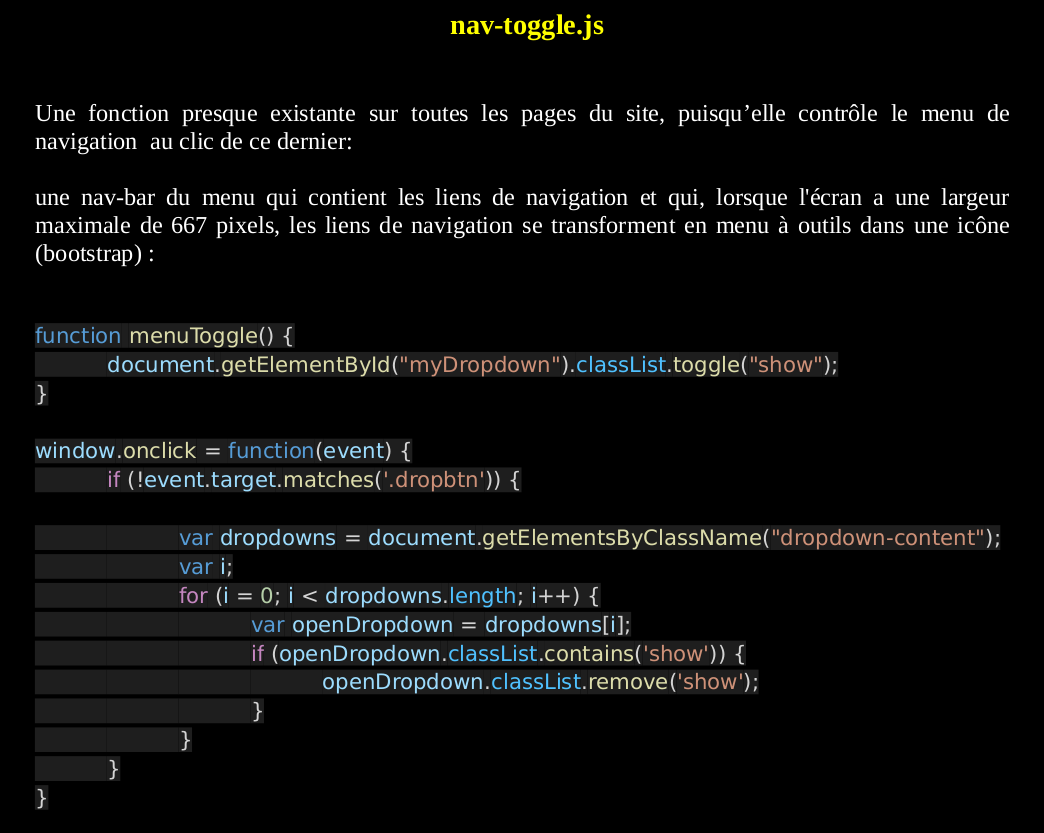 nav-toggle.js
Une fonction presque existante sur toutes les pages du site, puisqu’elle contrôle le menu de
navigation  au clic de ce dernier:
une nav-bar du menu qui contient les liens de navigation et qui, lorsque l'écran a une largeur
maximale de 667 pixels, les liens de navigation se transforment en menu à outils dans une icône
(bootstrap) :
function menuToggle() {
document.getElementById("myDropdown").classList.toggle("show");
}
window.onclick = function(event) {
if (!event.target.matches('.dropbtn')) {
var dropdowns = document.getElementsByClassName("dropdown-content");
var i;
for (i = 0; i < dropdowns.length; i++) {
var openDropdown = dropdowns[i];
if (openDropdown.classList.contains('show')) {
openDropdown.classList.remove('show');
}
}
}
}